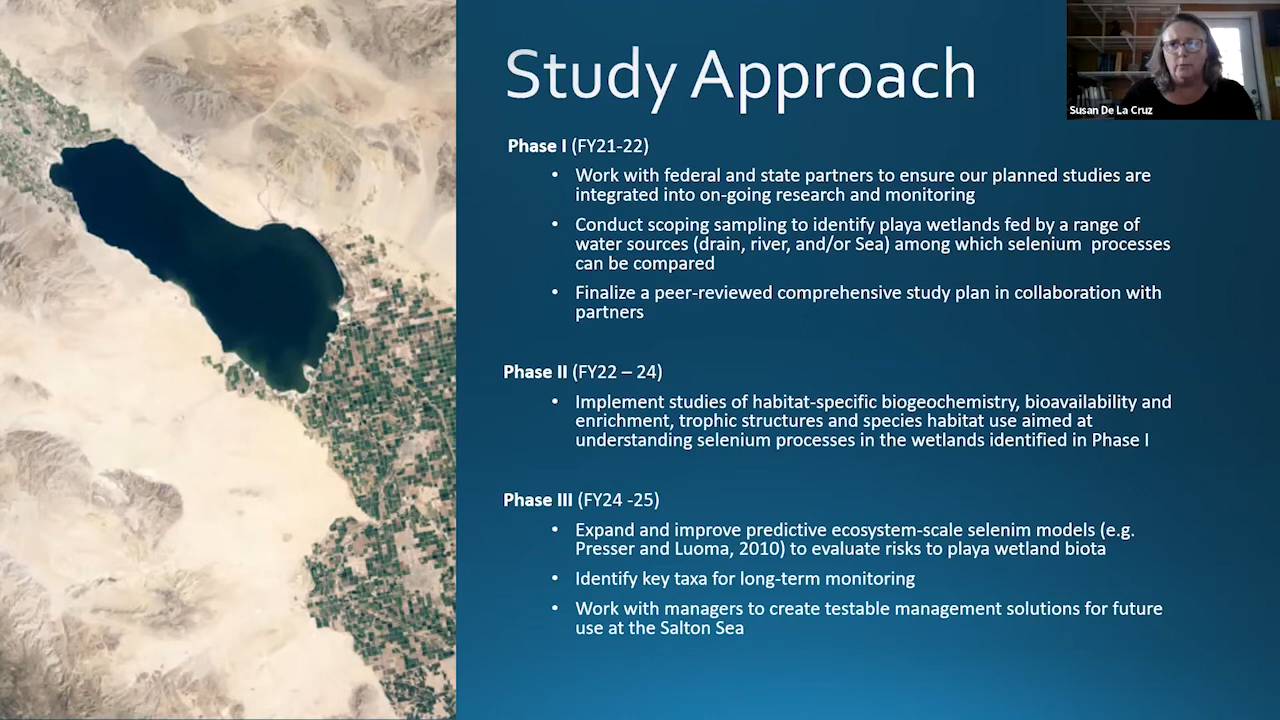 Study Approach
Susan De La Cruz
Phase I (FY21-22)
• Work with federal and state partners to ensure our planned studies are
integrated into on-going research and monitoring
• Conduct scoping sampling to identify playa wetlands fed by a range of
water sources (drain, river, and/or Sea) among which selenium  processes
can be compared
• Finalize a peer-reviewed comprehensive study plan in collaboration with
partners
Phase II (FY22 – 24)
• Implement studies of habitat-specific biogeochemistry, bioavailability and
enrichment, trophic structures and species habitat use aimed at
understanding selenium processes in the wetlands identified in Phase I
Phase III (FY24 -25)
• Expand and improve predictive ecosystem-scale selenim models (e.g.
Presser and Luoma, 2010) to evaluate risks to playa wetland biota
• Identify key taxa for long-term monitoring
• Work with managers to create testable management solutions for future
use at the Salton Sea